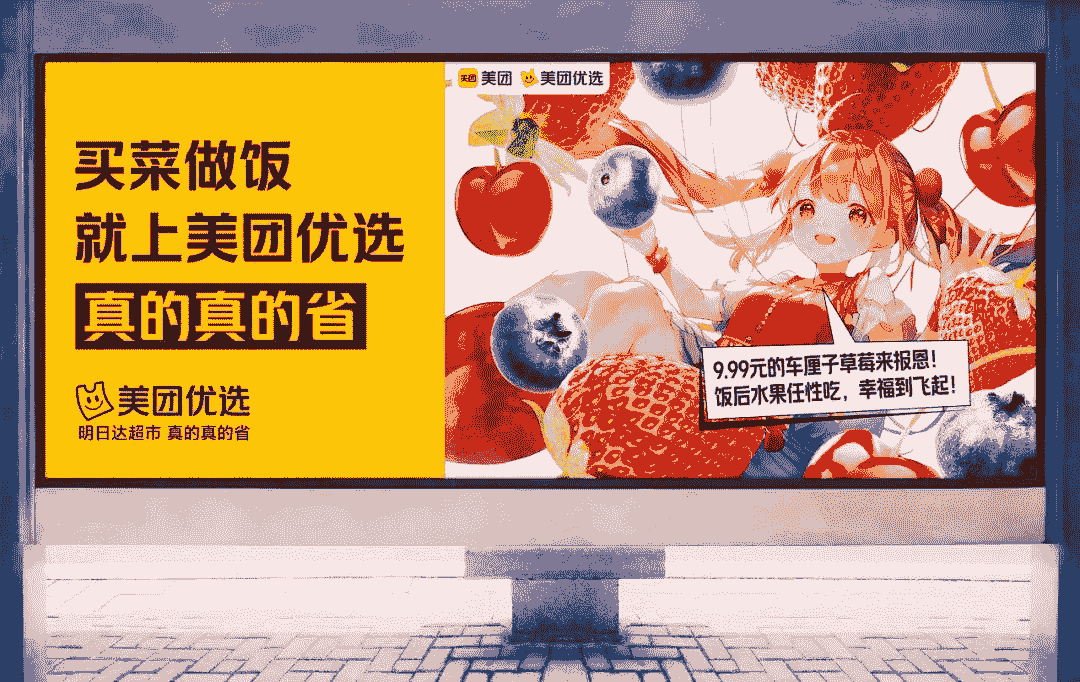 买菜做饭
就上美团优选
真的真的省
美团优选
明日达超市 真的真的省
美团 美团 美团优选
9.99元的车厘子草莓来报恩！
饭后水果任性吃，幸福到飞起！